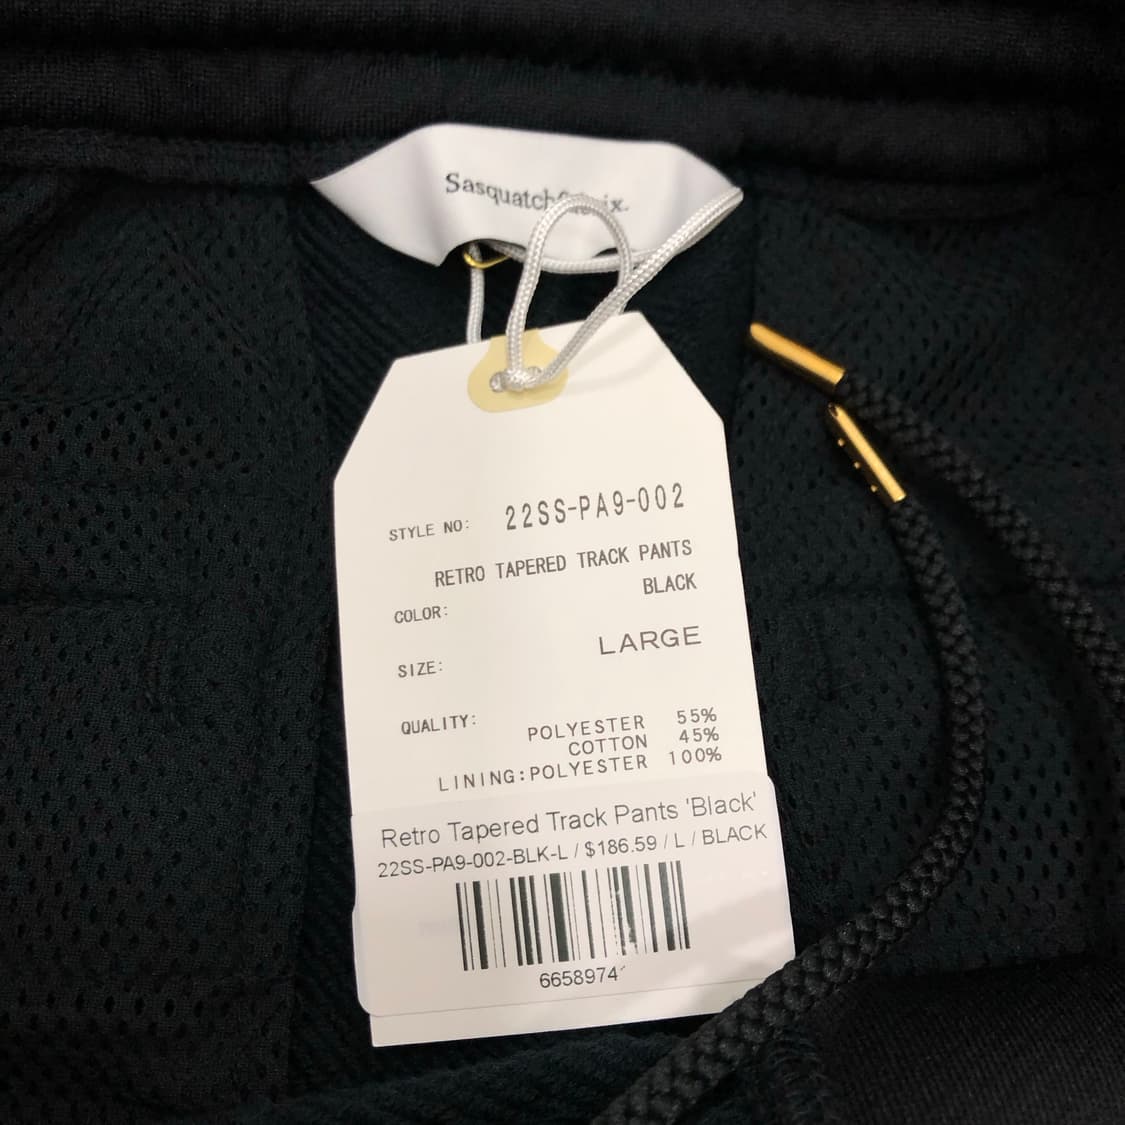 Sasquatch
STYLE NO: 22SS-PA9-002
RETRO TAPERED TRACK PANTS
BLACK
COLOR:
LARGE
SIZE:
QUALITY:
POLYESTER 55%
COTTON 45%
LINING:POLYESTER 100%
Retro Tapered Track Pants 'Black'
22SS-PA9-002-BLK-L / $186.59 / L / BLACK
6658974